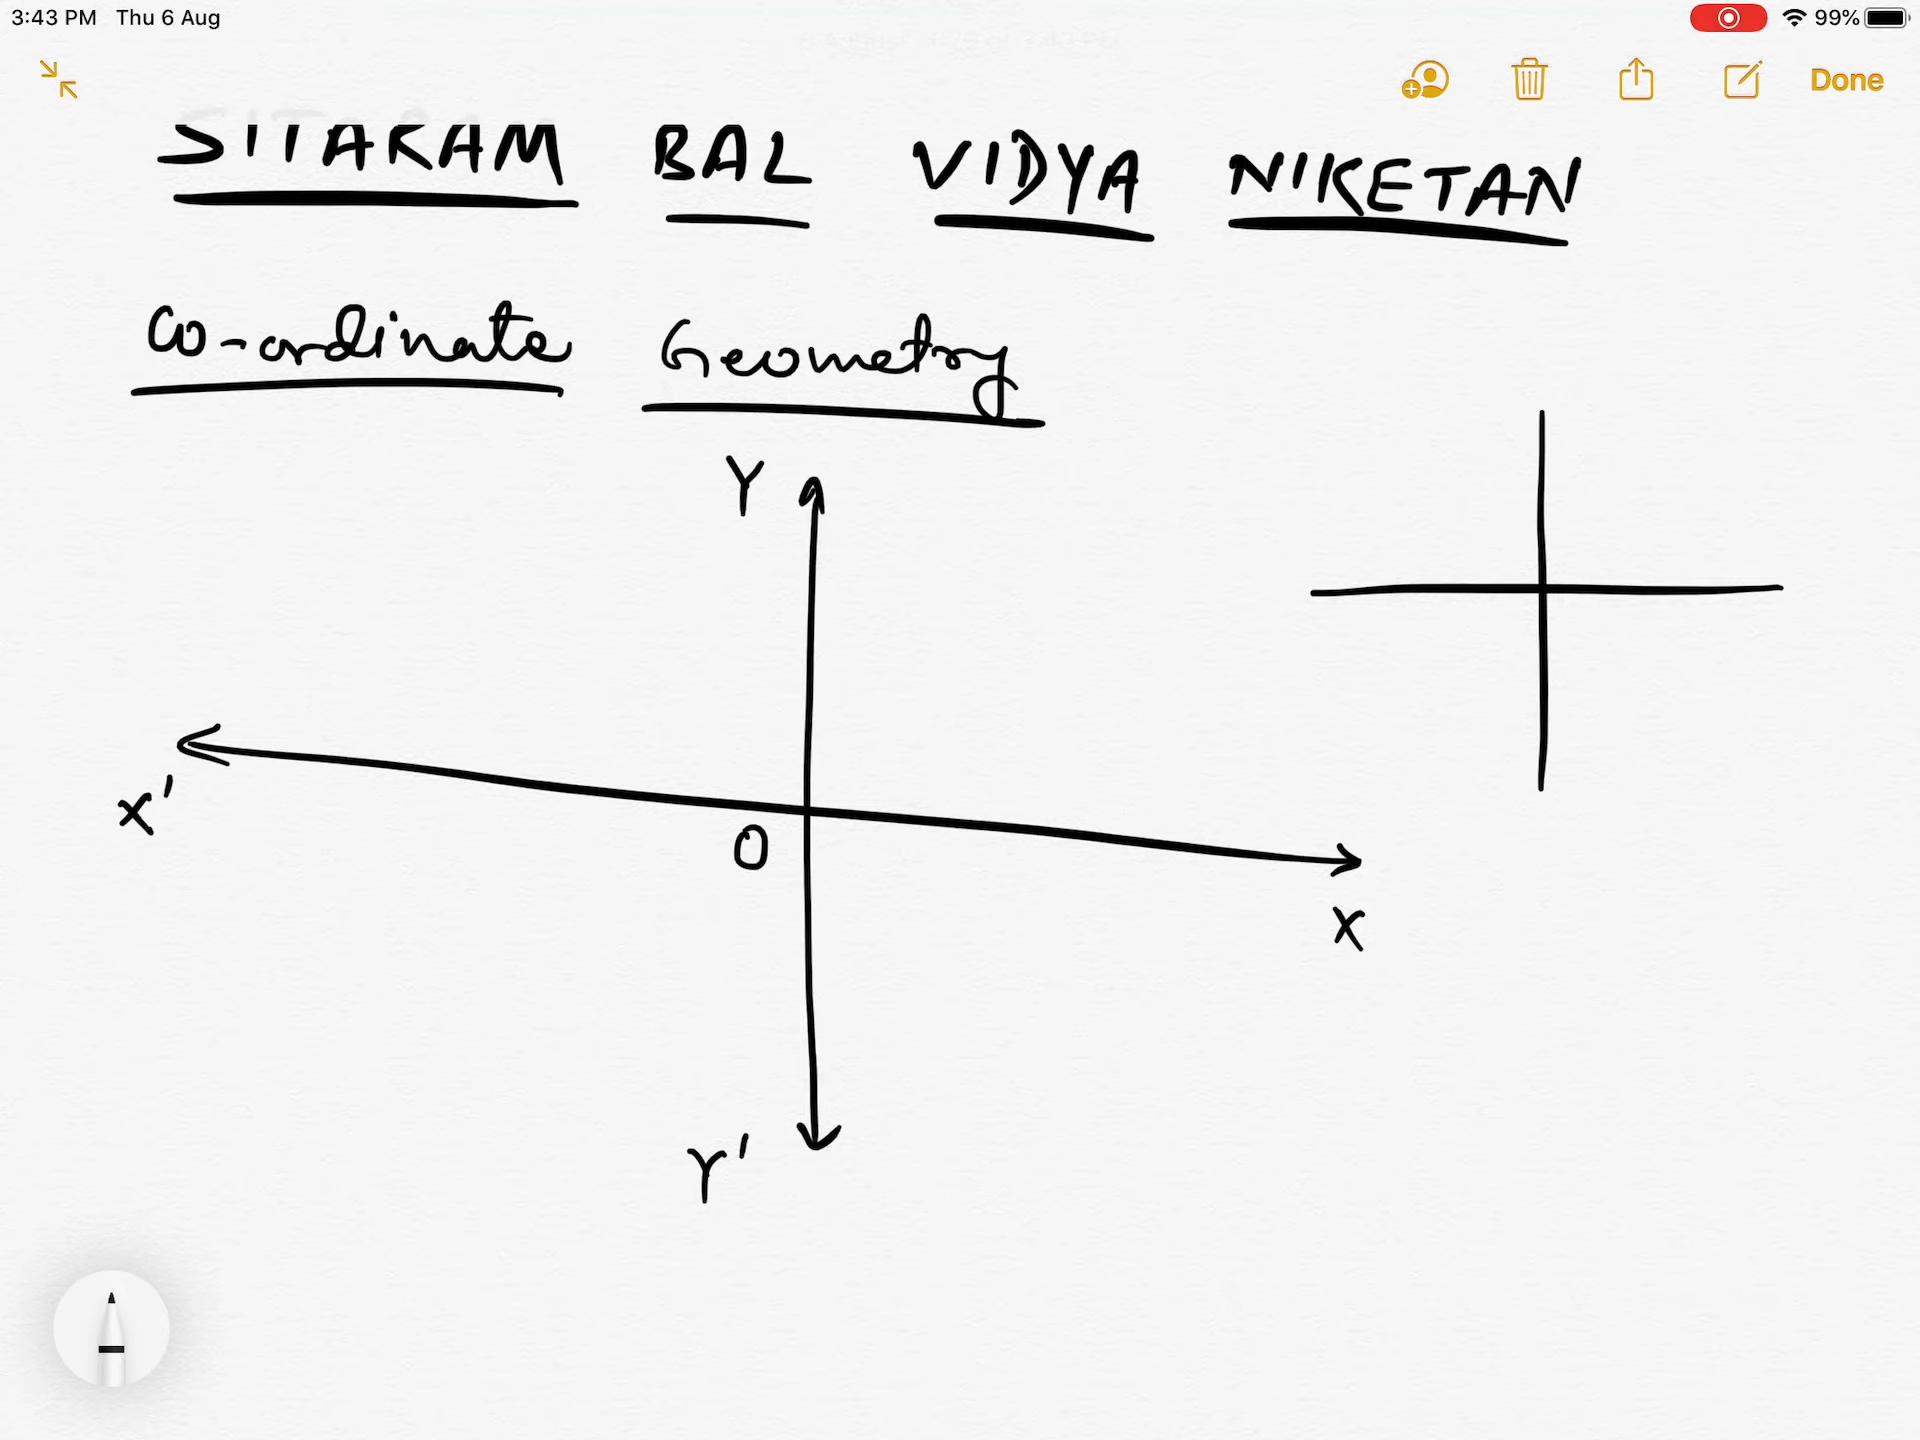 3:43 PM Thu 6 Aug 99%
Done
SITARAM BAL VIDYA NIKETAN
Co-ordinate Geometry
Y
X'
O
X
Y'